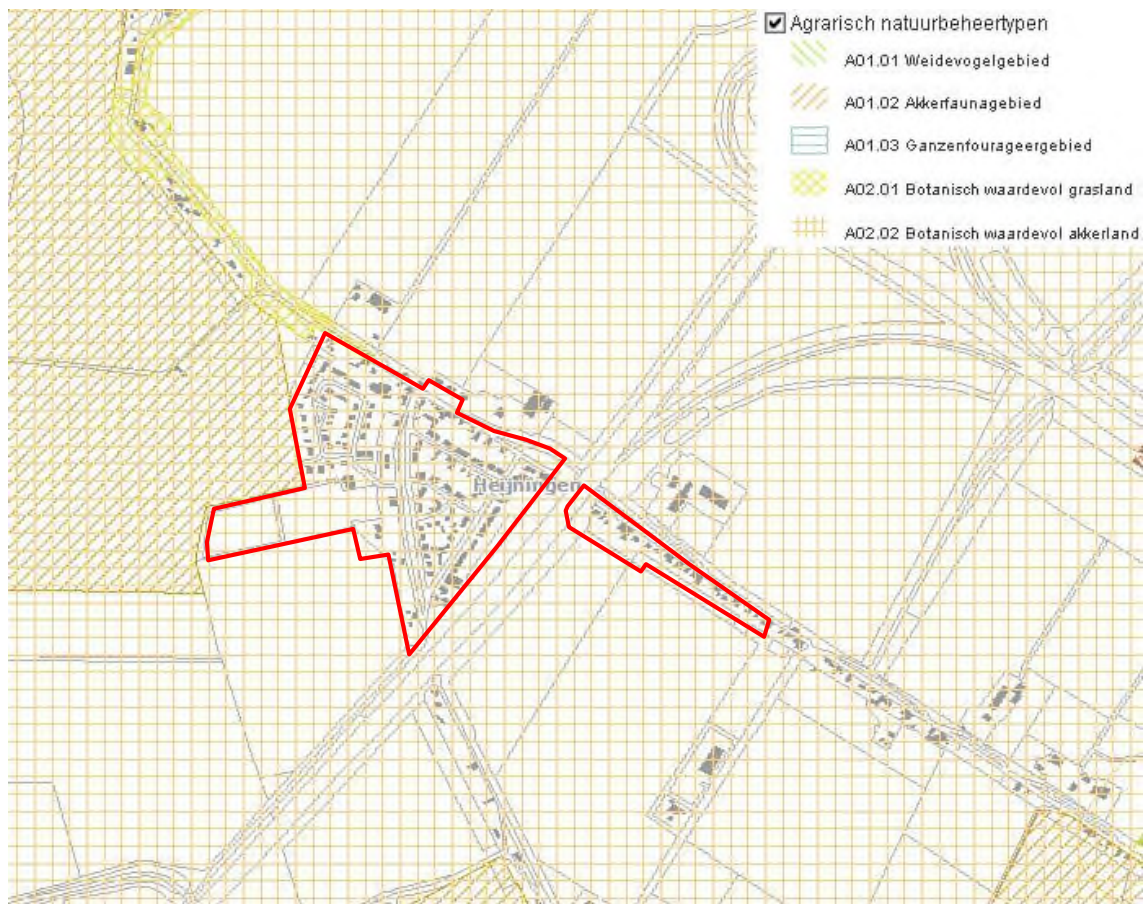 Agrarisch natuurbeheertypen
A01.01 Weidevogelgebied
A01.02 Akkerfaunagebied
A01.03 Ganzenfourageergebied
A02.01 Botanisch waardevol grasland
A02.02 Botanisch waardevol akkerland
Heijningen